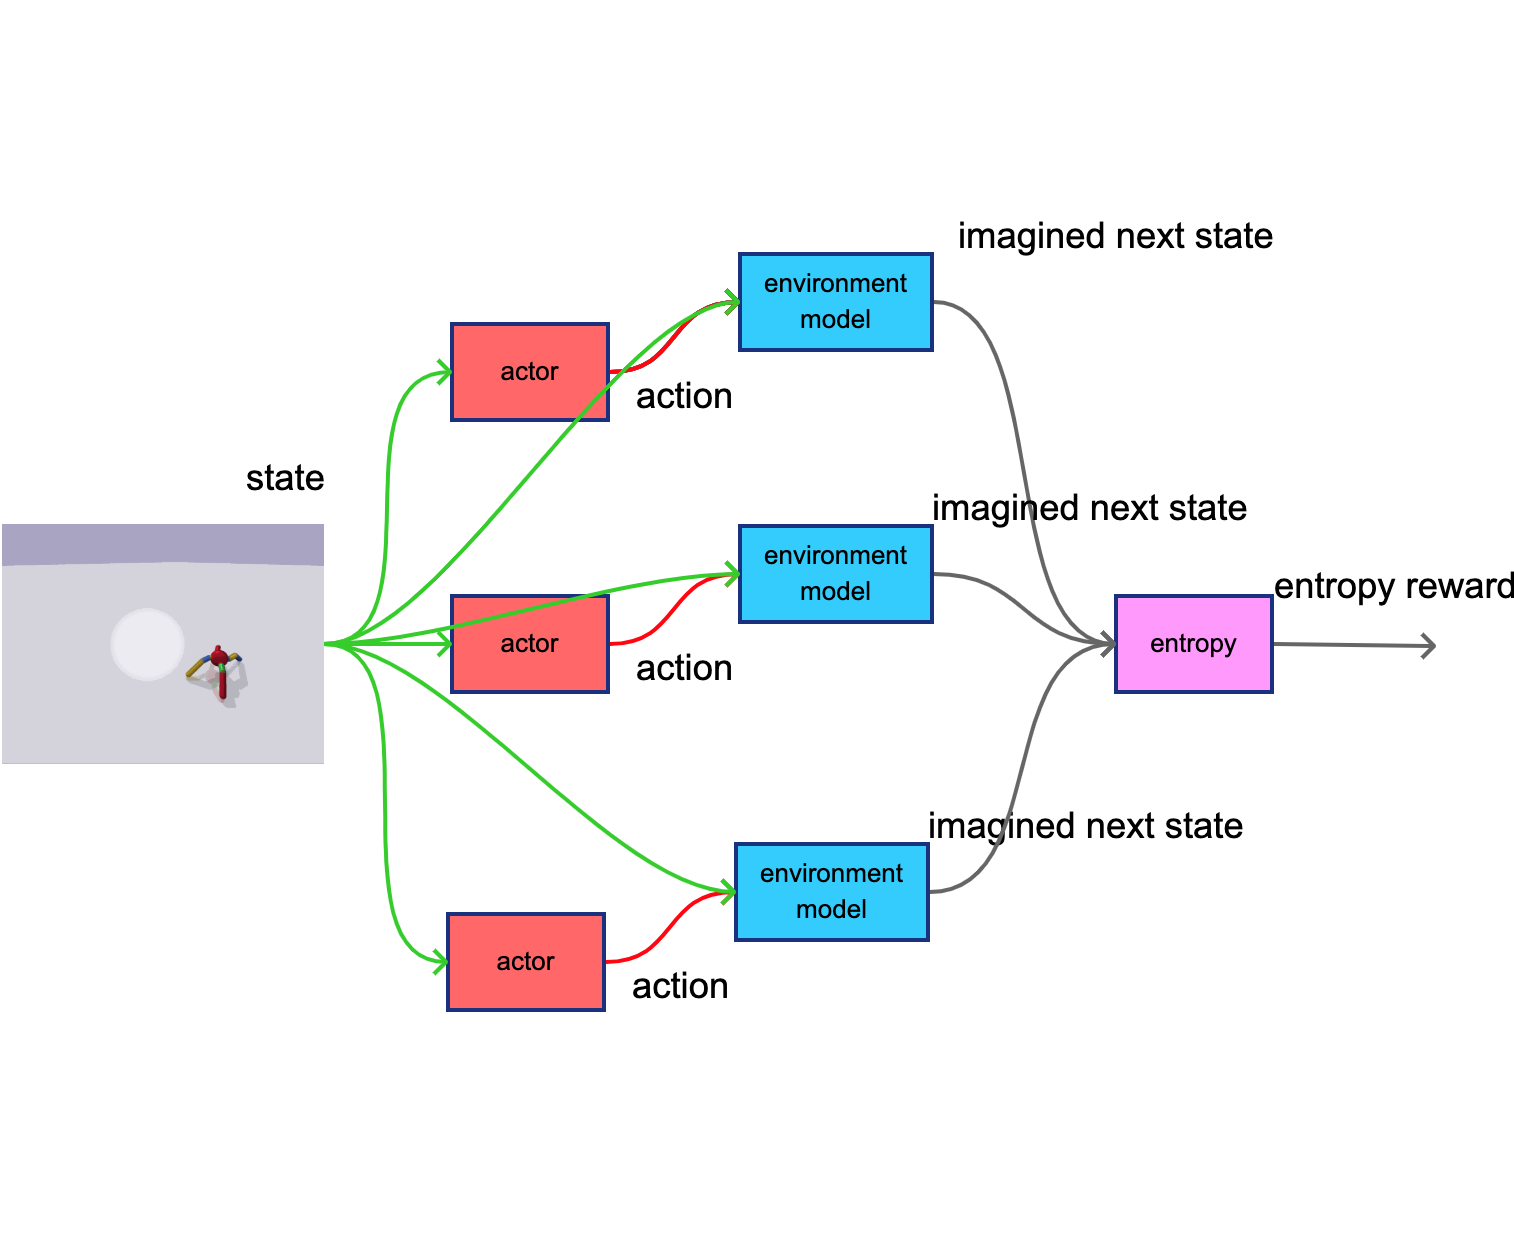 imagined next state
environment
model
actor
action
state
imagined next state
environment
model
entropy reward
actor
action
entropy
imagined next state
environment
model
actor
action